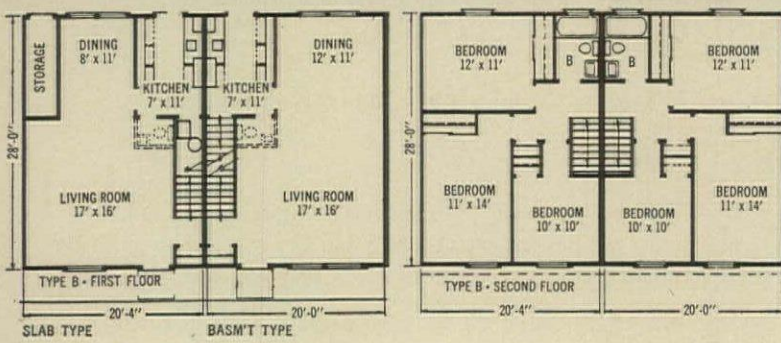 STORAGE
DINING
8' x 11'
KITCHEN
7' x 11'
KITCHEN
7' x 11'
DINING
12' x 11'
28'-0"
LIVING ROOM
17' x 16'
LIVING ROOM
17' x 16'
TYPE B - FIRST FLOOR
20'-4"
20'-0"
SLAB TYPE
BASM'T TYPE
BEDROOM
12' x 11'
B
B
BEDROOM
12' x 11'
28'-0"
BEDROOM
11' x 14'
BEDROOM
10' x 10'
BEDROOM
10' x 10'
BEDROOM
11' x 14'
TYPE B - SECOND FLOOR
20'-4"
20'-0"